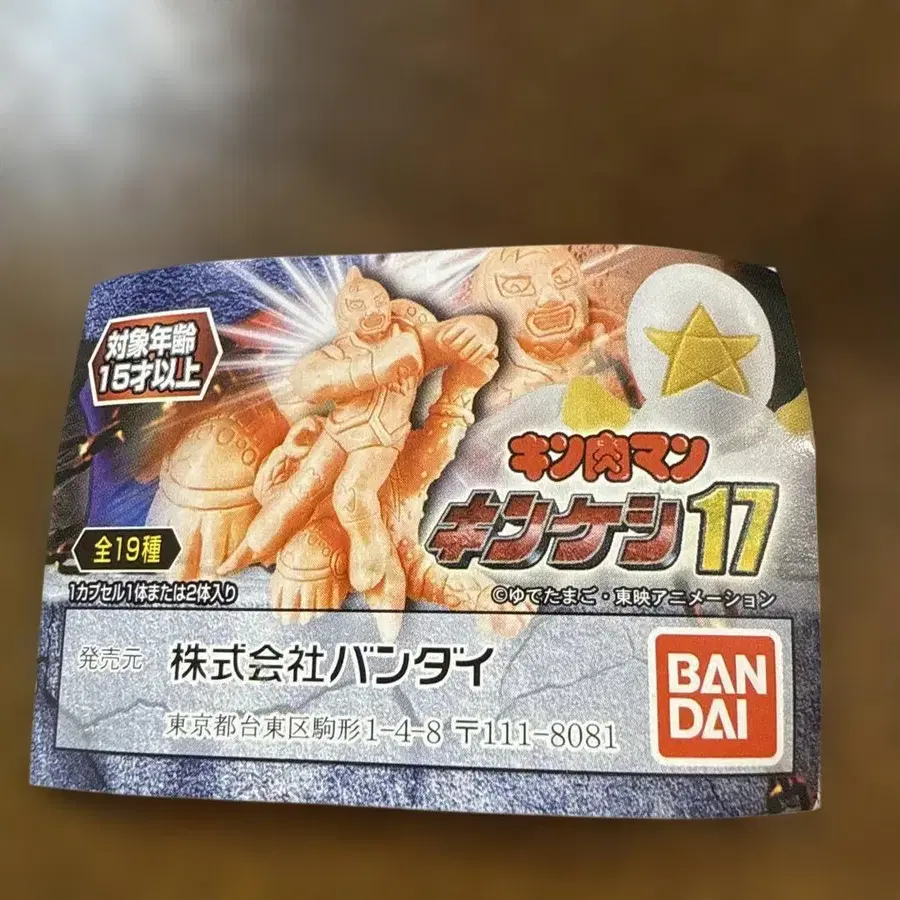 対象年齢
15才以上
キン肉マン
キンケシ17
全19種
1カプセル1体または2体入り
©ゆでたまご・東映アニメーション
発売元 株式会社バンダイ
東京都台東区駒形1-4-8 〒111-8081
BAN
DAI